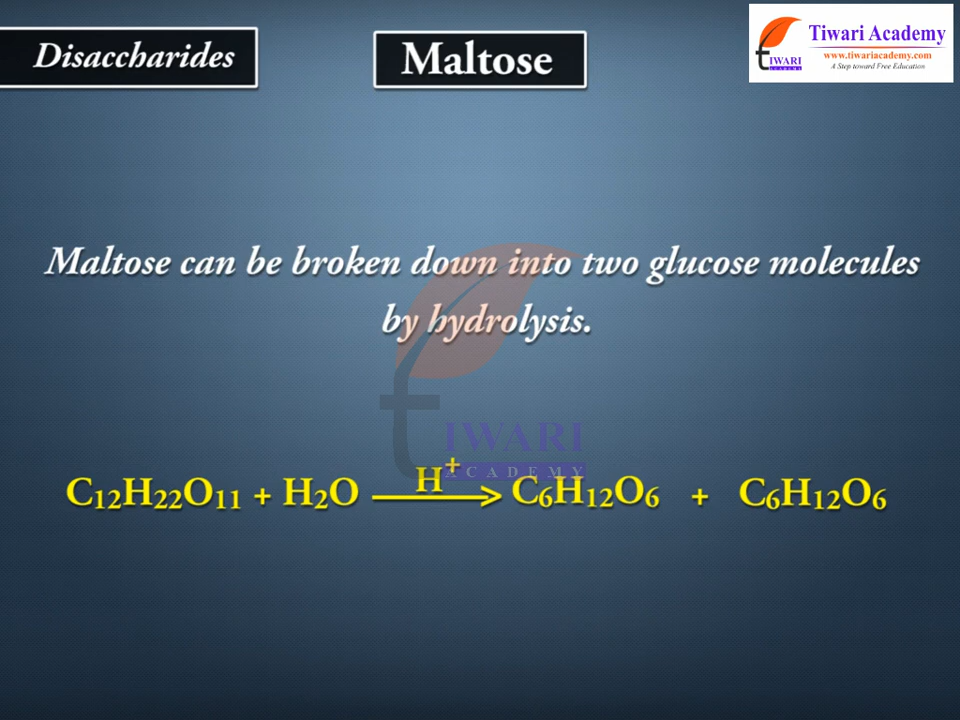 Disaccharides
Maltose
Tiwari Academy
www.tiwariacademy.com
A Step toward Free Education
TIWARI
ACADEMY
Maltose can be broken down into two glucose molecules
by hydrolysis.
TIWARI
ACADEMY
H⁺
C₁₂H₂₂O₁₁ + H₂O ⟶ C₆H₁₂O₆ + C₆H₁₂O₆